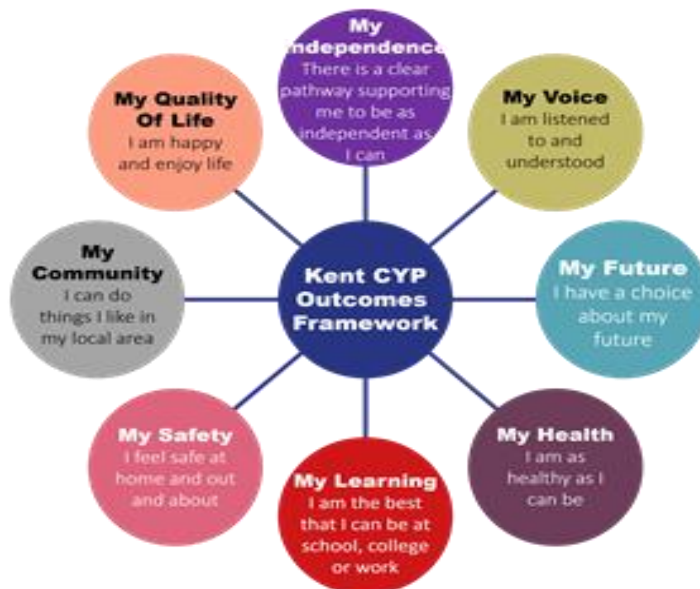 My
Independence
There is a clear
pathway supporting
me to be as
independent as
I can
My Voice
I am listened
to and
understood
My Future
I have a choice
about my
future
My Health
I am as
healthy as I
can be
My Learning
I am the best
that I can be at
school, college
or work
My Safety
I feel safe at
home and out
and about
My
Community
I can do
things I like in
my local area
My Quality
Of Life
I am happy
and enjoy life
Kent CYP
Outcomes
Framework